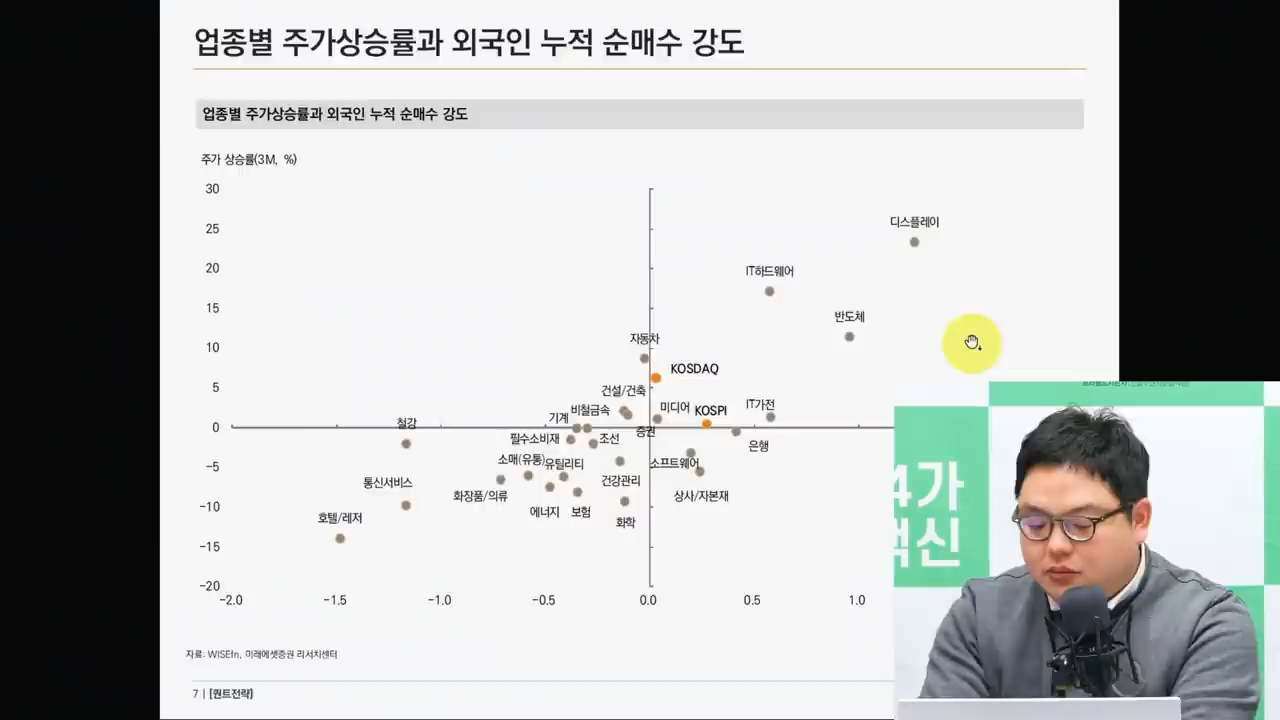 업종별 주가상승률과 외국인 누적 순매수 강도
업종별 주가상승률과 외국인 누적 순매수 강도
주가 상승률(3M, %)
30
25
디스플레이
20
IT하드웨어
15
반도체
10
자동차
KOSDAQ
5
건설/건축
비철금속
미디어
KOSPI
IT가전
기계
철강
0
증권
필수소비재
조선
은행
소매(유통)
유틸리티
소프트웨어
-5
통신서비스
화장품/의류
건강관리
상사/자본재
-10
에너지
보험
호텔/레저
화학
-15
-20
-2.0
-1.5
-1.0
-0.5
0.0
0.5
1.0
4가
혁신
자료: WISEfn, 미래에셋증권 리서치센터
7 | [퀀트전략]